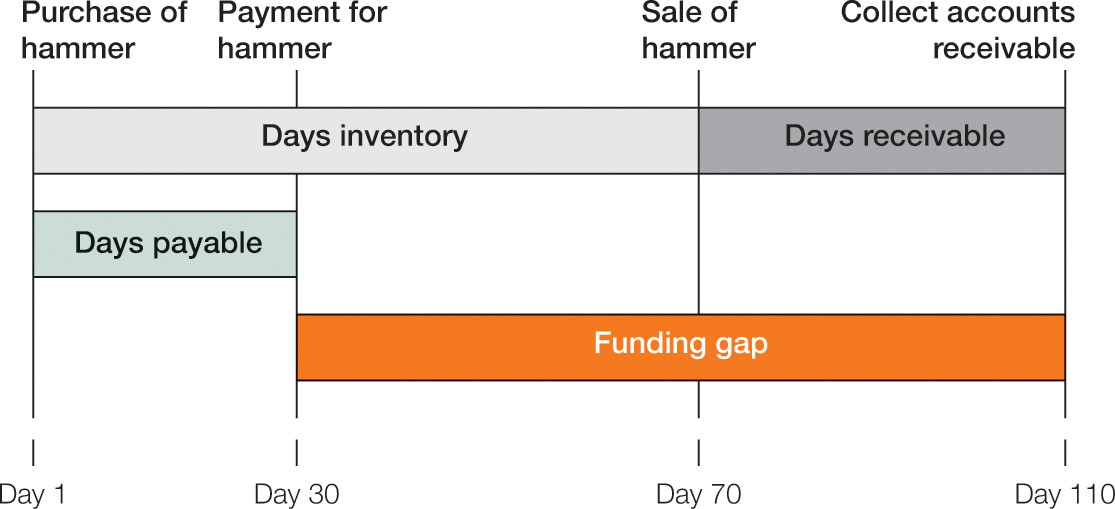 Purchase of
hammer
Payment for
hammer
Sale of
hammer
Collect accounts
receivable
Days inventory
Days receivable
Days payable
Funding gap
Day 1
Day 30
Day 70
Day 110